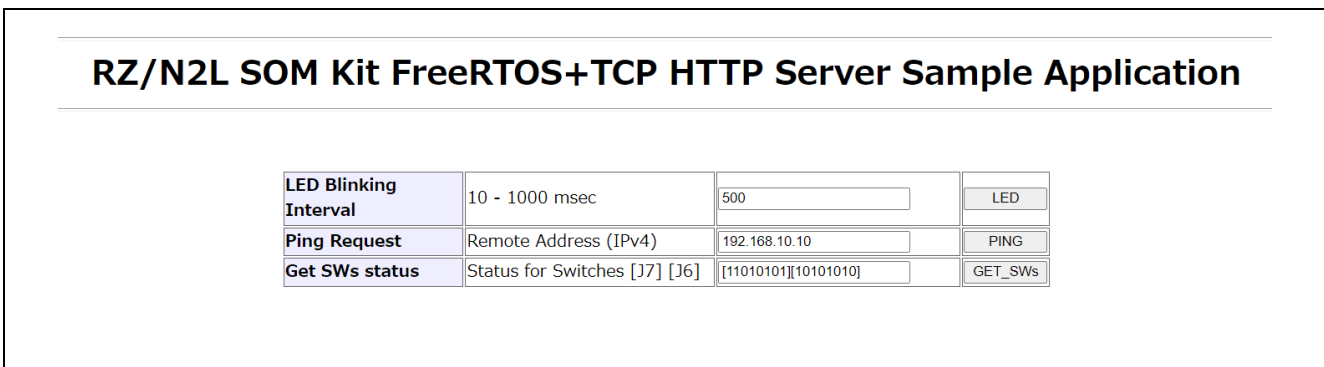 RZ/N2L SOM Kit FreeRTOS+TCP HTTP Server Sample Application
LED Blinking
Interval
10 - 1000 msec
500
LED
Ping Request
Remote Address (IPv4)
192.168.10.10
PING
Get SWs status
Status for Switches [J7] [J6]
[11010101][10101010]
GET_SWs